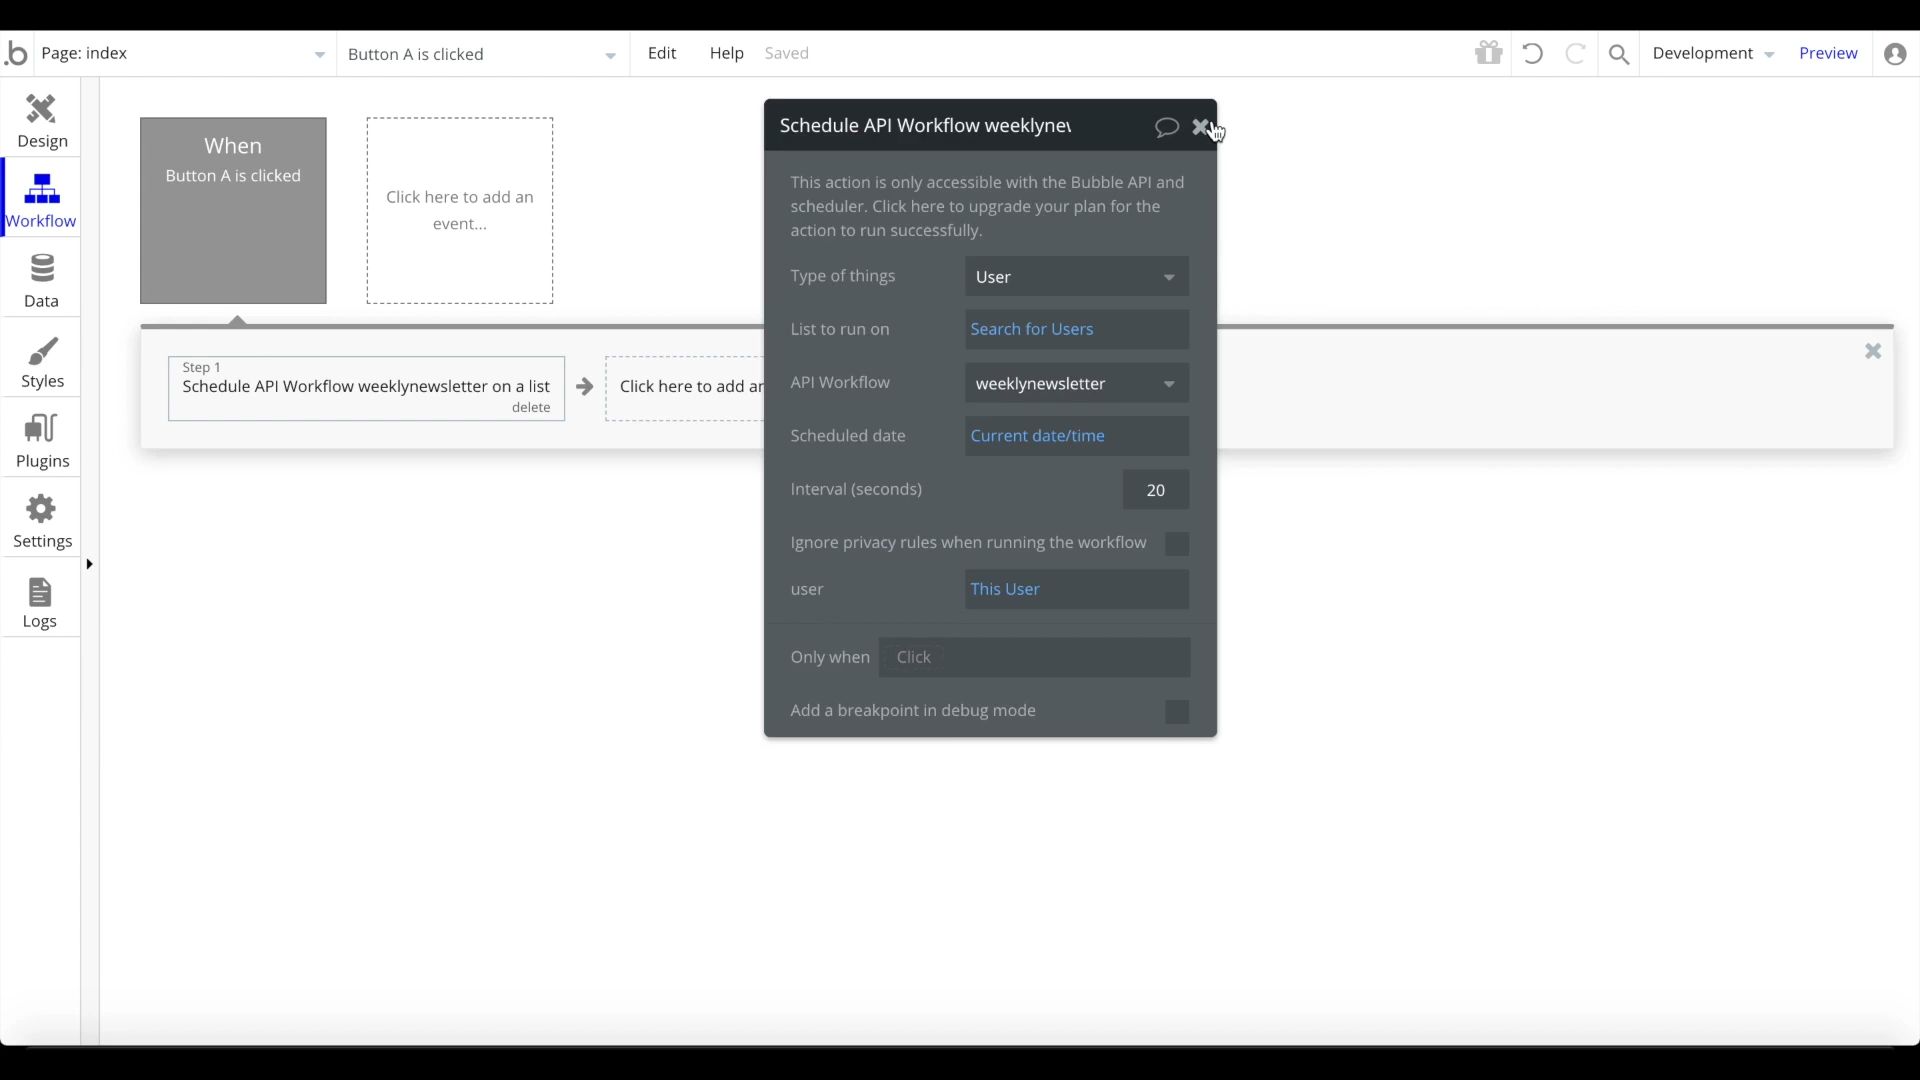 .b Page: index
Button A is clicked
Edit
Help
Saved
Development
Preview
Design
Workflow
Data
Styles
Plugins
Settings
Logs
When
Button A is clicked
Click here to add an
event...
Step 1
Schedule API Workflow weeklynewsletter on a list
delete
Click here to add ar
Schedule API Workflow weeklynev
This action is only accessible with the Bubble API and
scheduler. Click here to upgrade your plan for the
action to run successfully.
Type of things User
List to run on Search for Users
API Workflow weeklynewsletter
Scheduled date Current date/time
Interval (seconds) 20
Ignore privacy rules when running the workflow
user This User
Only when Click
Add a breakpoint in debug mode